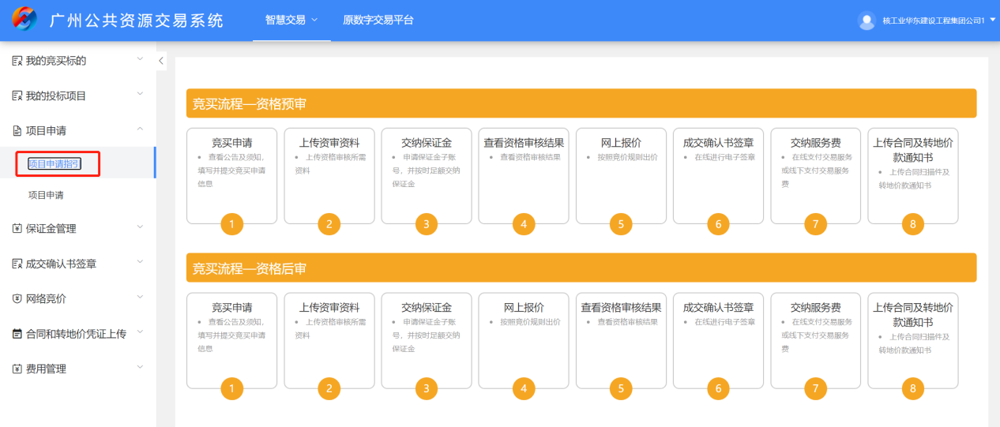 广州公共资源交易系统
智慧交易
原数字交易平台
核工业华东建设工程集团公司1
我的竞买标的
我的投标项目
项目申请
项目申请指引
项目申请
保证金管理
成交确认书签章
网络竞价
合同和转地价凭证上传
费用管理
竞买流程—资格预审
竞买申请
• 查看公告及须知,
填写并提交竞买申请
信息
1
上传资审资料
• 上传资格审核所需
资料
2
交纳保证金
• 申请保证金子账
号，并按时足额交纳
保证金
3
查看资格审核结果
• 查看资格审核结果
4
网上报价
• 按照竞价规则出价
5
成交确认书签章
• 在线进行电子签章
6
交纳服务费
• 在线支付交易服务
或线下支付交易服务
费
7
上传合同及转地价
款通知书
• 上传合同扫描件及
转地价款通知书
8
竞买流程—资格后审
竞买申请
• 查看公告及须知,
填写并提交竞买申请
信息
1
上传资审资料
• 上传资格审核所需
资料
2
交纳保证金
• 申请保证金子账
号，并按时足额交纳
保证金
3
网上报价
• 按照竞价规则出价
4
查看资格审核结果
• 查看资格审核结果
5
成交确认书签章
• 在线进行电子签章
6
交纳服务费
• 在线支付交易服务
或线下支付交易服务
费
7
上传合同及转地价
款通知书
• 上传合同扫描件及
转地价款通知书
8